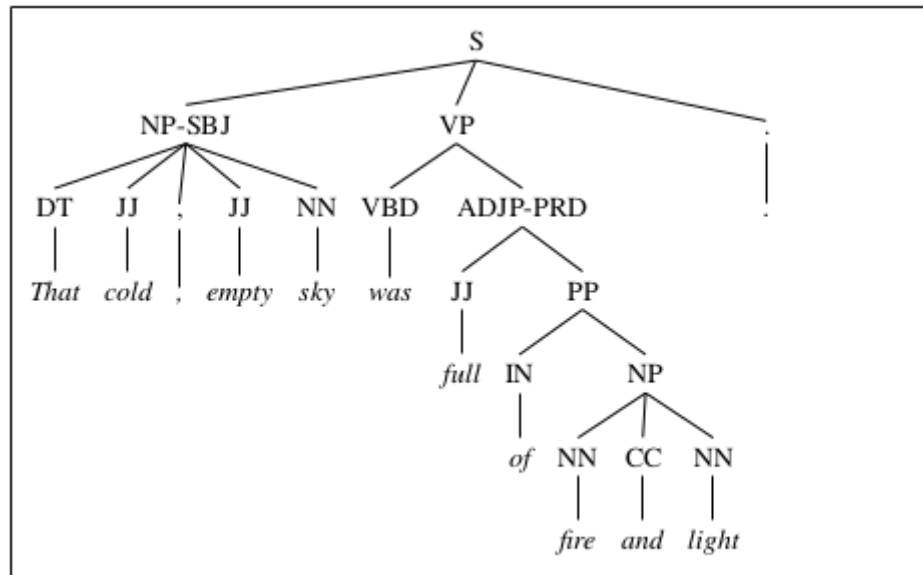 S
NP-SBJ VP .
DT JJ , JJ NN VBD ADJP-PRD .
That cold , empty sky was JJ PP
full IN NP
of NN CC NN
fire and light